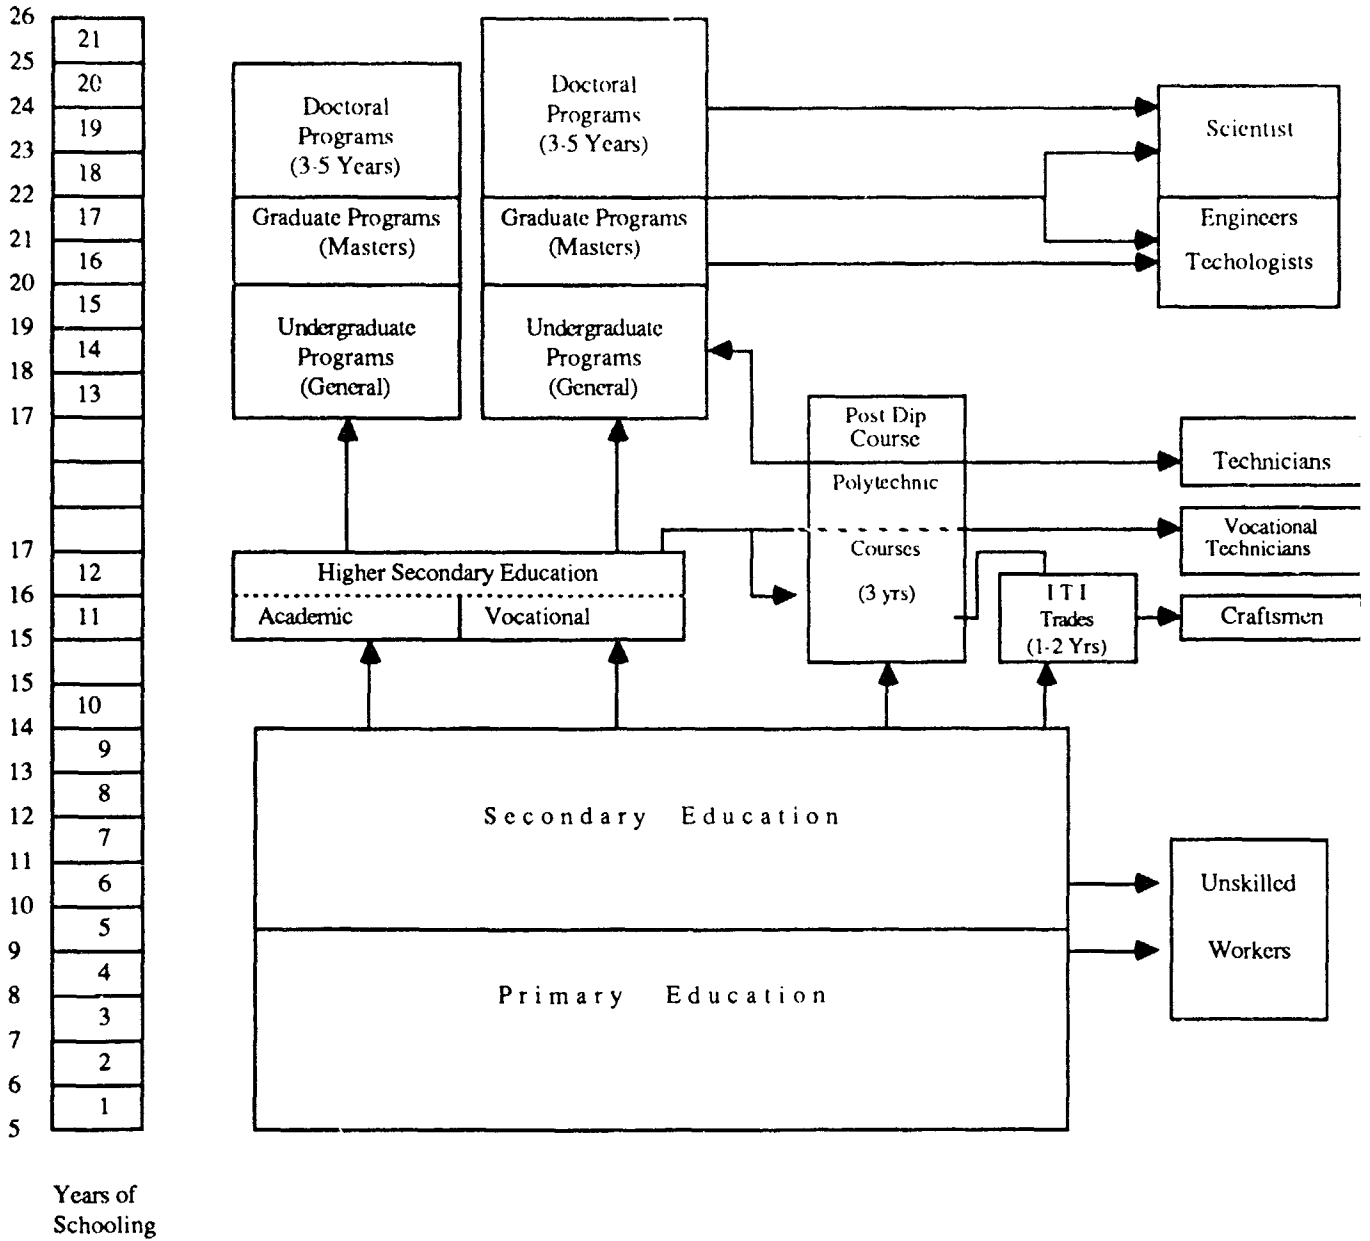 26
21
25
20
24
19
23
18
22
17
21
16
20
15
19
14
18
13
17
17
12
16
11
15
15
10
14
9
13
8
12
7
11
6
10
5
9
4
8
3
7
2
6
1
5
Years of
Schooling
Doctoral
Programs
(3-5 Years)
Graduate Programs
(Masters)
Undergraduate
Programs
(General)
Doctoral
Programs
(3-5 Years)
Graduate Programs
(Masters)
Undergraduate
Programs
(General)
Scientist
Engineers
Techologists
Post Dip
Course
Polytechnic
Courses
(3 yrs)
Technicians
Vocational
Technicians
Higher Secondary Education
Academic
Vocational
I T I
Trades
(1-2 Yrs)
Craftsmen
Secondary Education
Primary Education
Unskilled
Workers